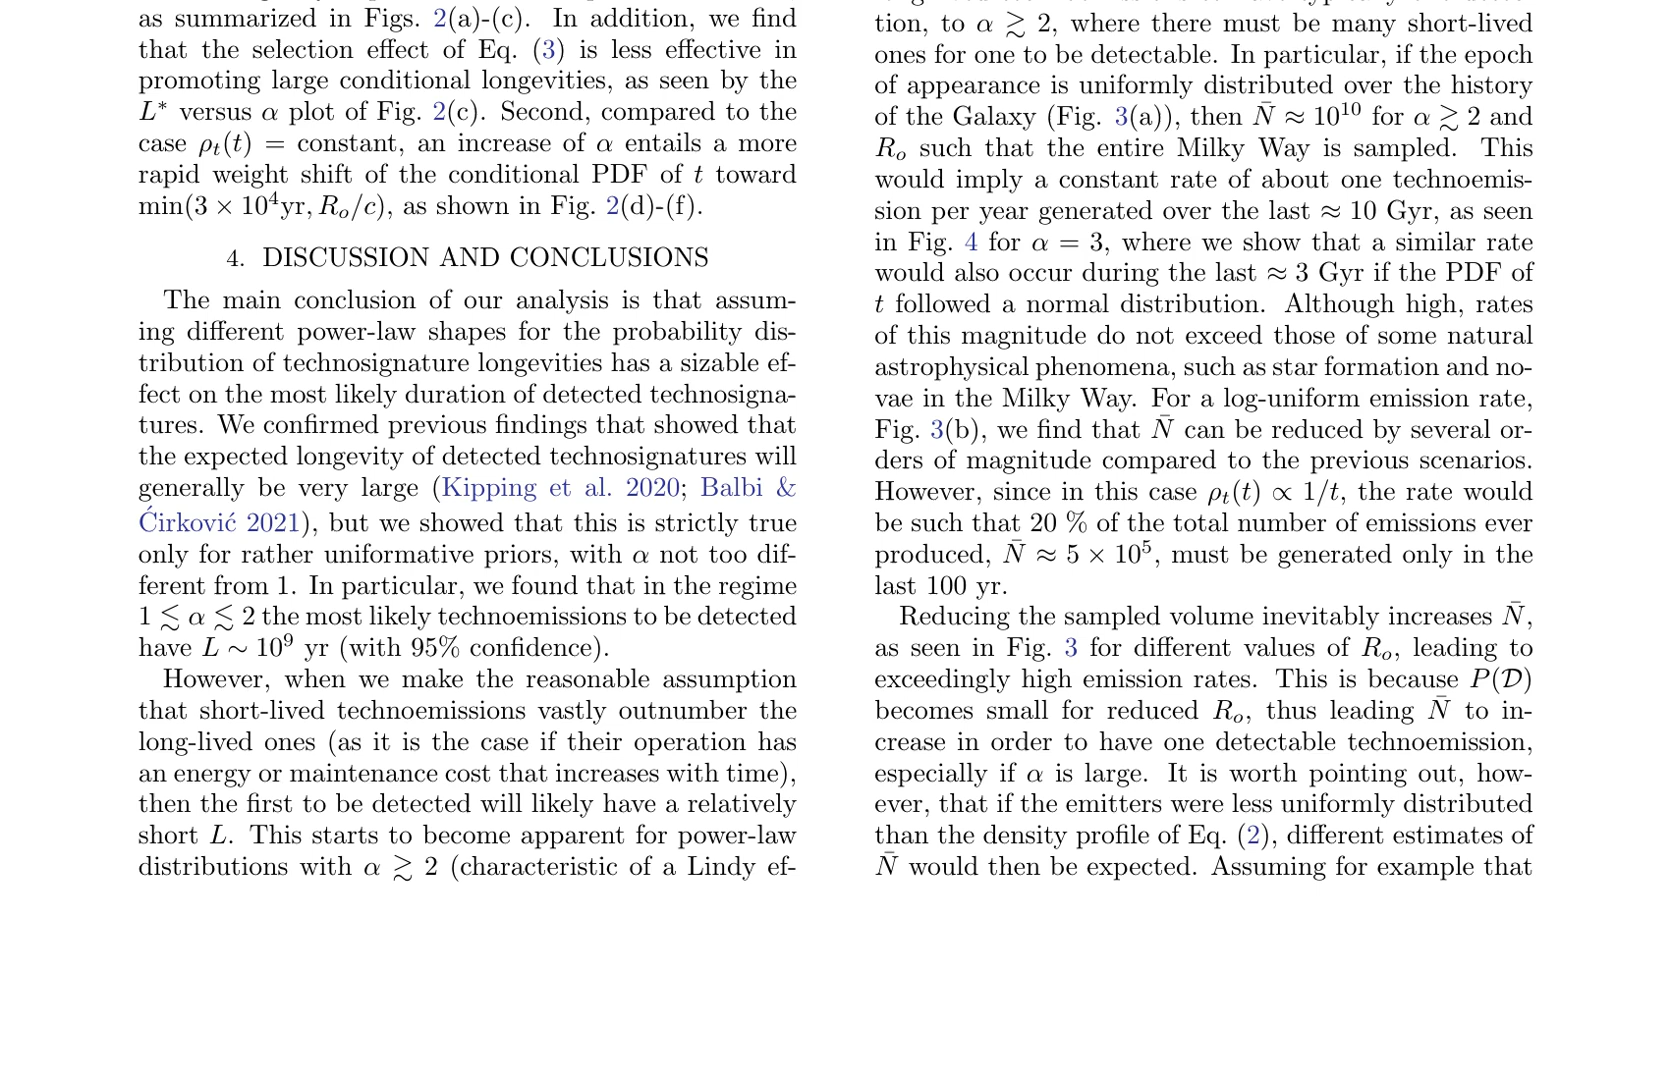 as summarized in Figs. 2(a)-(c). In addition, we find
that the selection effect of Eq. (3) is less effective in
promoting large conditional longevities, as seen by the
L* versus α plot of Fig. 2(c). Second, compared to the
case ρt(t) = constant, an increase of α entails a more
rapid weight shift of the conditional PDF of t toward
min(3 × 10⁴yr, Ro/c), as shown in Fig. 2(d)-(f).
4. DISCUSSION AND CONCLUSIONS
The main conclusion of our analysis is that assum-
ing different power-law shapes for the probability dis-
tribution of technosignature longevities has a sizable ef-
fect on the most likely duration of detected technosigna-
tures. We confirmed previous findings that showed that
the expected longevity of detected technosignatures will
generally be very large (Kipping et al. 2020; Balbi &
Ćirković 2021), but we showed that this is strictly true
only for rather uniformative priors, with α not too dif-
ferent from 1. In particular, we found that in the regime
1 ≲ α ≲ 2 the most likely technoemissions to be detected
have L ∼ 10⁹ yr (with 95% confidence).
However, when we make the reasonable assumption
that short-lived technoemissions vastly outnumber the
long-lived ones (as it is the case if their operation has
an energy or maintenance cost that increases with time),
then the first to be detected will likely have a relatively
short L. This starts to become apparent for power-law
distributions with α ≳ 2 (characteristic of a Lindy ef-
tion, to α ≳ 2, where there must be many short-lived
ones for one to be detectable. In particular, if the epoch
of appearance is uniformly distributed over the history
of the Galaxy (Fig. 3(a)), then N̄ ≈ 10¹⁰ for α ≳ 2 and
Ro such that the entire Milky Way is sampled. This
would imply a constant rate of about one technoemis-
sion per year generated over the last ≈ 10 Gyr, as seen
in Fig. 4 for α = 3, where we show that a similar rate
would also occur during the last ≈ 3 Gyr if the PDF of
t followed a normal distribution. Although high, rates
of this magnitude do not exceed those of some natural
astrophysical phenomena, such as star formation and no-
vae in the Milky Way. For a log-uniform emission rate,
Fig. 3(b), we find that N̄ can be reduced by several or-
ders of magnitude compared to the previous scenarios.
However, since in this case ρt(t) ∝ 1/t, the rate would
be such that 20 % of the total number of emissions ever
produced, N̄ ≈ 5 × 10⁵, must be generated only in the
last 100 yr.
Reducing the sampled volume inevitably increases N̄,
as seen in Fig. 3 for different values of Ro, leading to
exceedingly high emission rates. This is because P(𝒟)
becomes small for reduced Ro, thus leading N̄ to in-
crease in order to have one detectable technoemission,
especially if α is large. It is worth pointing out, how-
ever, that if the emitters were less uniformly distributed
than the density profile of Eq. (2), different estimates of
N̄ would then be expected. Assuming for example that